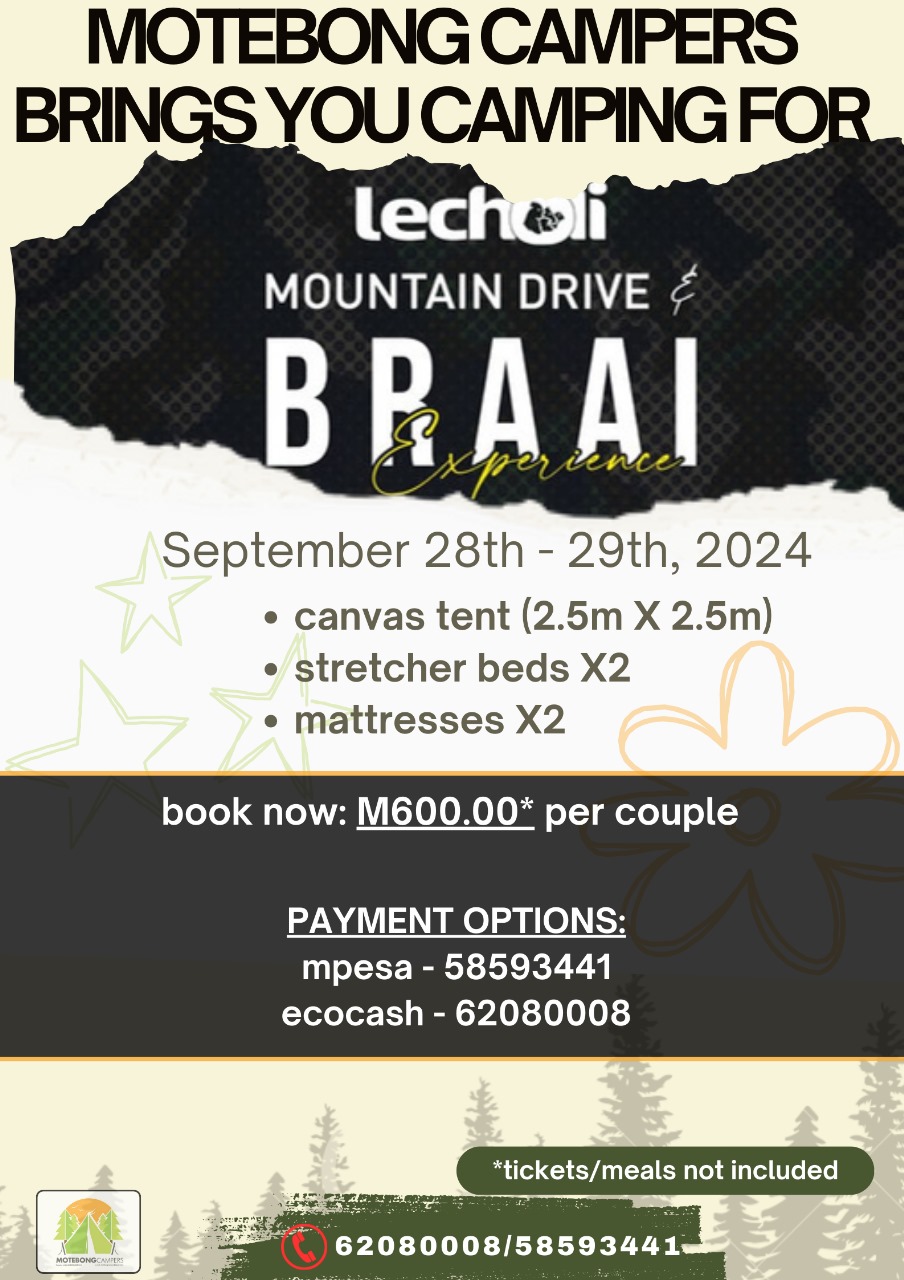 MOTEBONG CAMPERS
BRINGS YOU CAMPING FOR
lecholi
MOUNTAIN DRIVE &
BRAAI
Experience
September 28th - 29th, 2024
• canvas tent (2.5m X 2.5m)
• stretcher beds X2
• mattresses X2
book now: M600.00* per couple
PAYMENT OPTIONS:
mpesa - 58593441
ecocash - 62080008
*tickets/meals not included
MOTEBONGCAMPERS
62080008/58593441